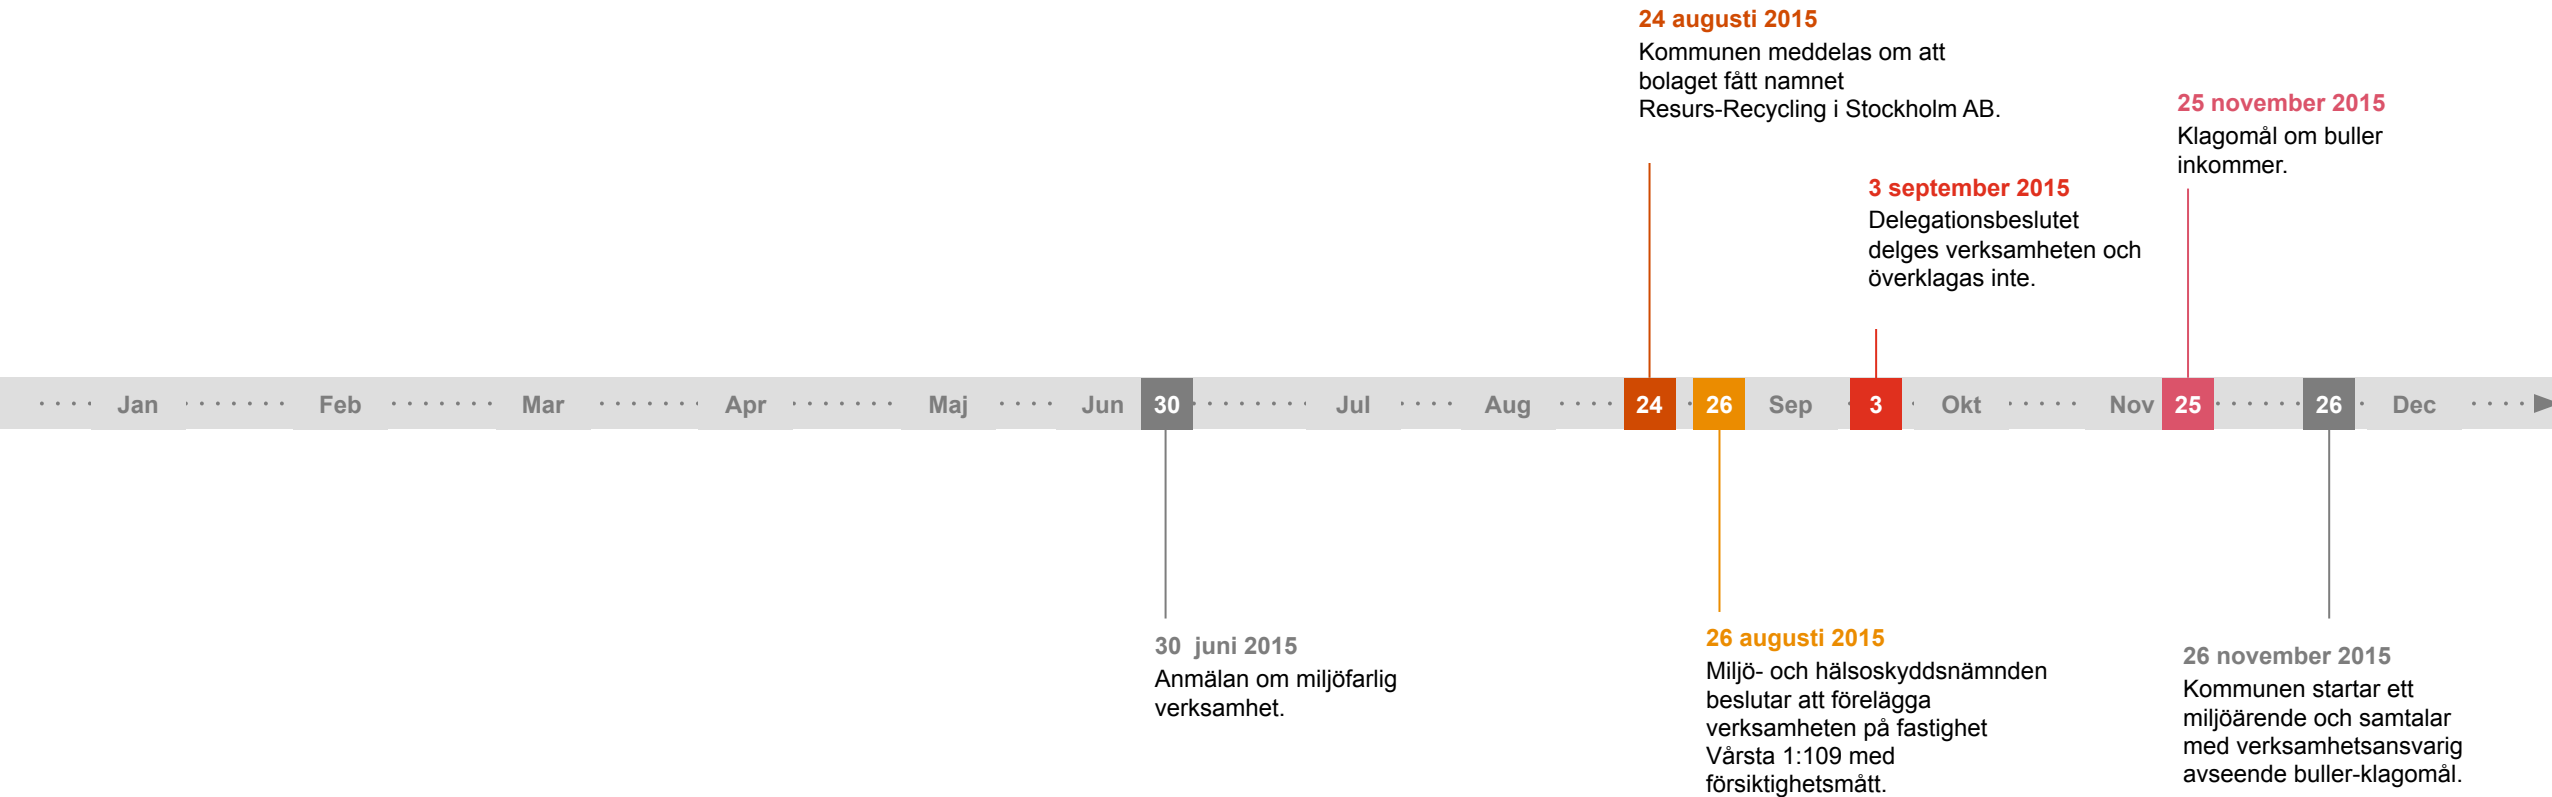 24 augusti 2015
Kommunen meddelas om att
bolaget fått namnet
Resurs-Recycling i Stockholm AB.
25 november 2015
Klagomål om buller
inkommer.
3 september 2015
Delegationsbeslutet
delges verksamheten och
överklagas inte.
Jan Feb Mar Apr Maj Jun 30 Jul Aug 24 26 Sep 3 Okt Nov 25 26 Dec
30 juni 2015
Anmälan om miljöfarlig
verksamhet.
26 augusti 2015
Miljö- och hälsoskyddsnämnden
beslutar att förelägga
verksamheten på fastighet
Vårsta 1:109 med
försiktighetsmått.
26 november 2015
Kommunen startar ett
miljöärende och samtalar
med verksamhetsansvarig
avseende buller-klagomål.